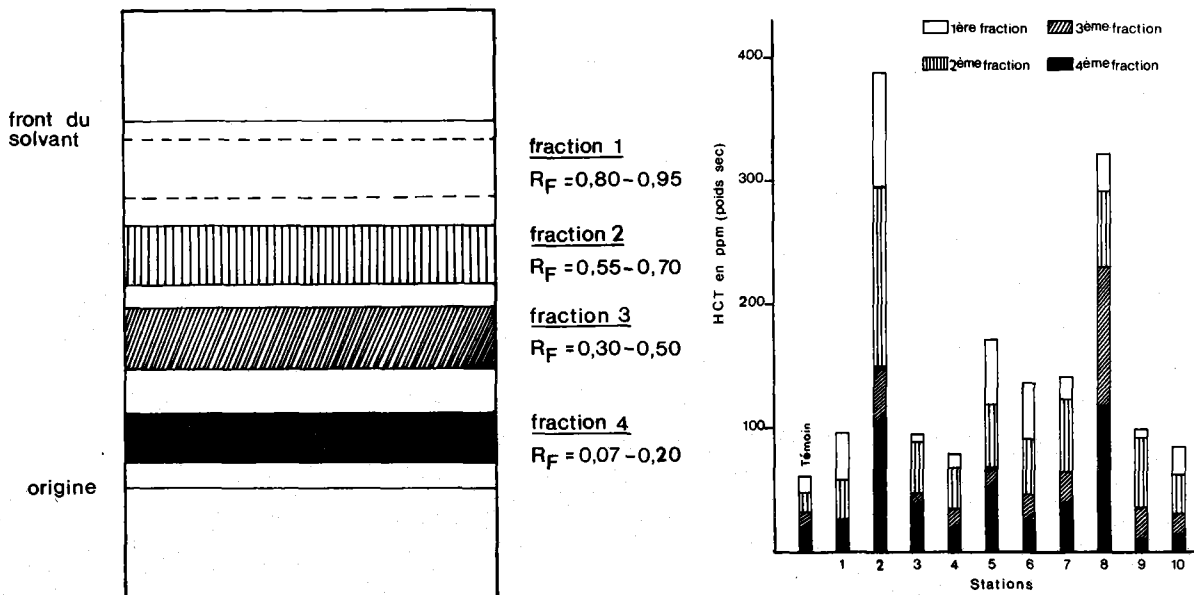 front du
solvant
origine
fraction 1
RF =0,80-0,95
fraction 2
RF =0,55-0,70
fraction 3
RF =0,30-0,50
fraction 4
RF =0,07-0,20
HCT en ppm (poids sec)
400
300
200
100
1ère fraction
2ème fraction
3ème fraction
4ème fraction
Témoin
1 2 3 4 5 6 7 8 9 10
Stations